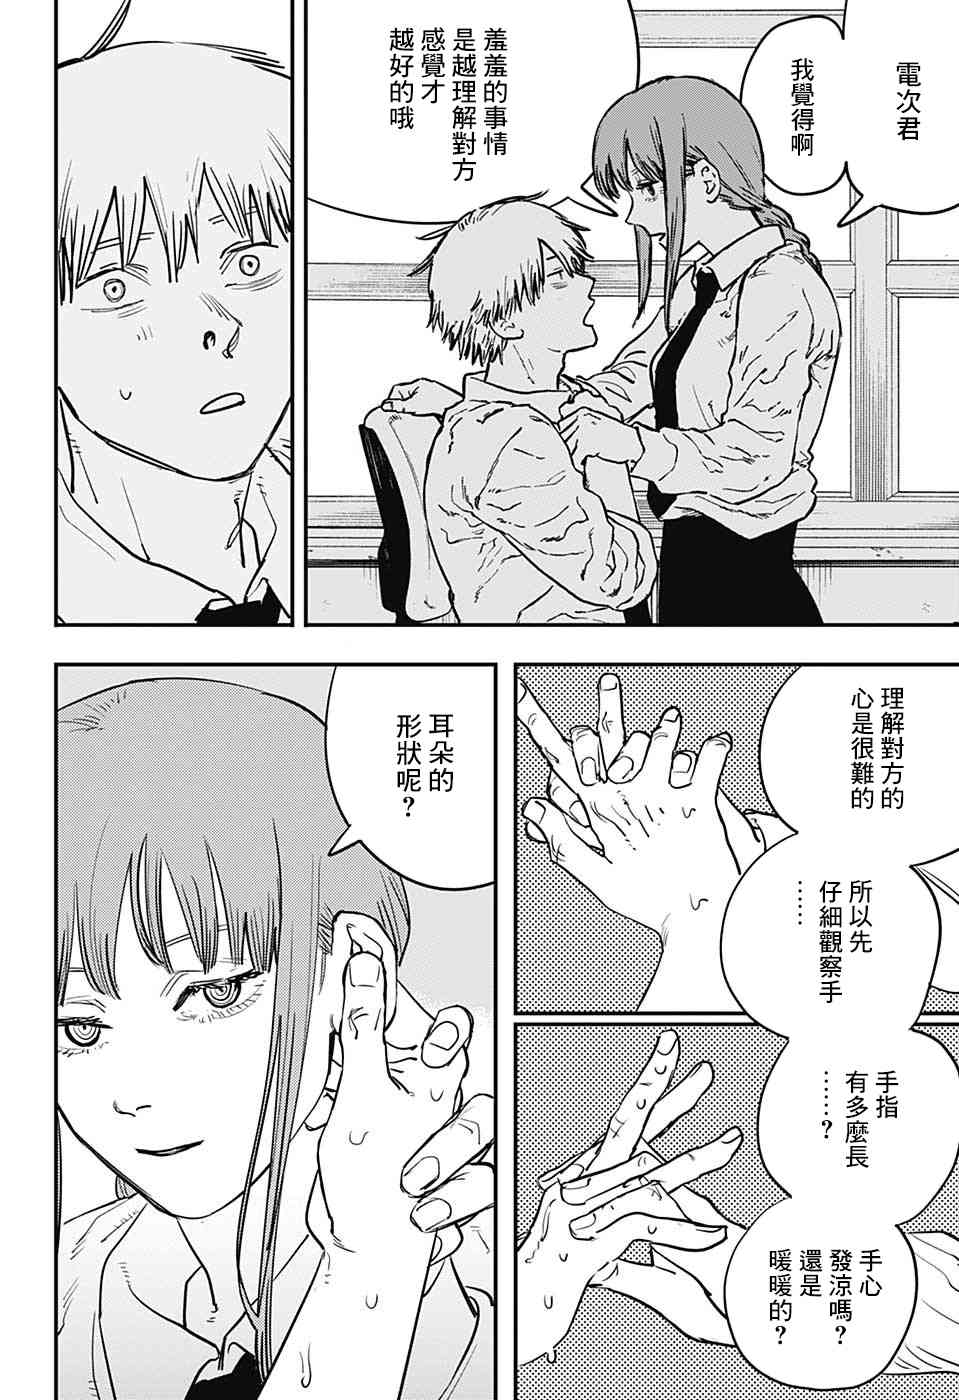 電次君
我覺得啊
羞羞的事情
是越理解對方
感覺才
越好的哦
理解對方的
心是很難的
所以先
仔細觀察手
……
手指
有多麼長
……?
手心
發涼嗎?
還是
暖暖的?
耳朵的
形狀呢?